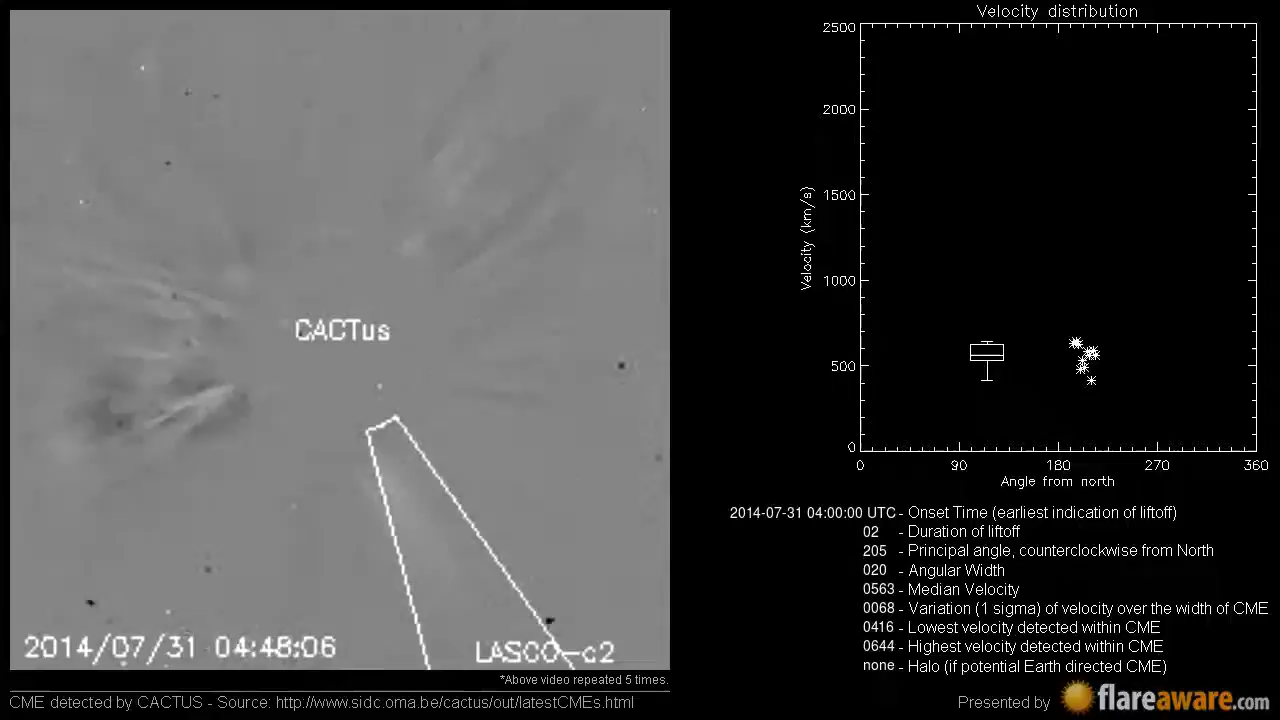 CACTus
2014/07/31 04:48:06
LASCO-c2
*Above video repeated 5 times.
CME detected by CACTUS - Source: http://www.sidc.oma.be/cactus/out/latestCMEs.html
Velocity distribution
Velocity (km/s)
2500
2000
1500
1000
500
0
0 90 180 270 360
Angle from north
2014-07-31 04:00:00 UTC - Onset Time (earliest indication of liftoff)
02 - Duration of liftoff
205 - Principal angle, counterclockwise from North
020 - Angular Width
0563 - Median Velocity
0068 - Variation (1 sigma) of velocity over the width of CME
0416 - Lowest velocity detected within CME
0644 - Highest velocity detected within CME
none - Halo (if potential Earth directed CME)
Presented by flareaware.com